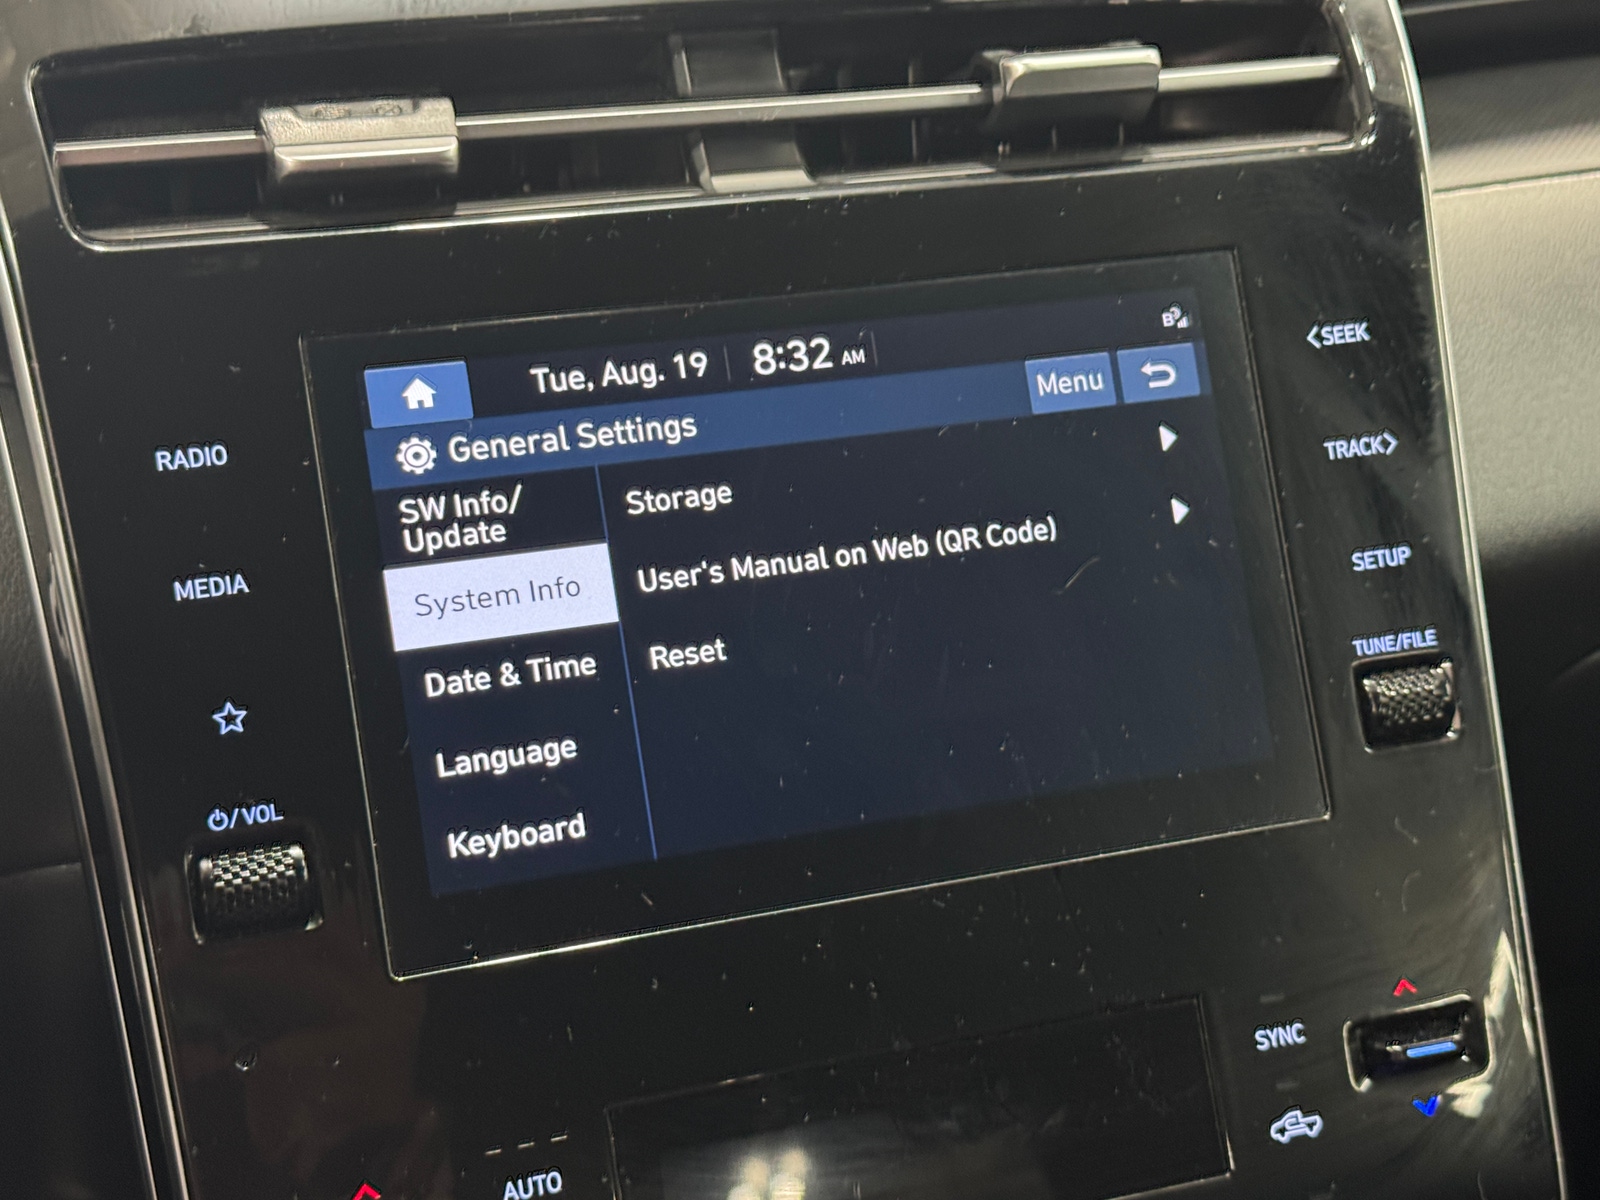 Tue, Aug. 19 8:32 AM
B
General Settings Menu
SW Info/
Update
System Info
Date & Time
Language
Keyboard
Storage
User's Manual on Web (QR Code)
Reset
RADIO
MEDIA
/VOL
<SEEK
TRACK>
SETUP
TUNE/FILE
SYNC
AUTO